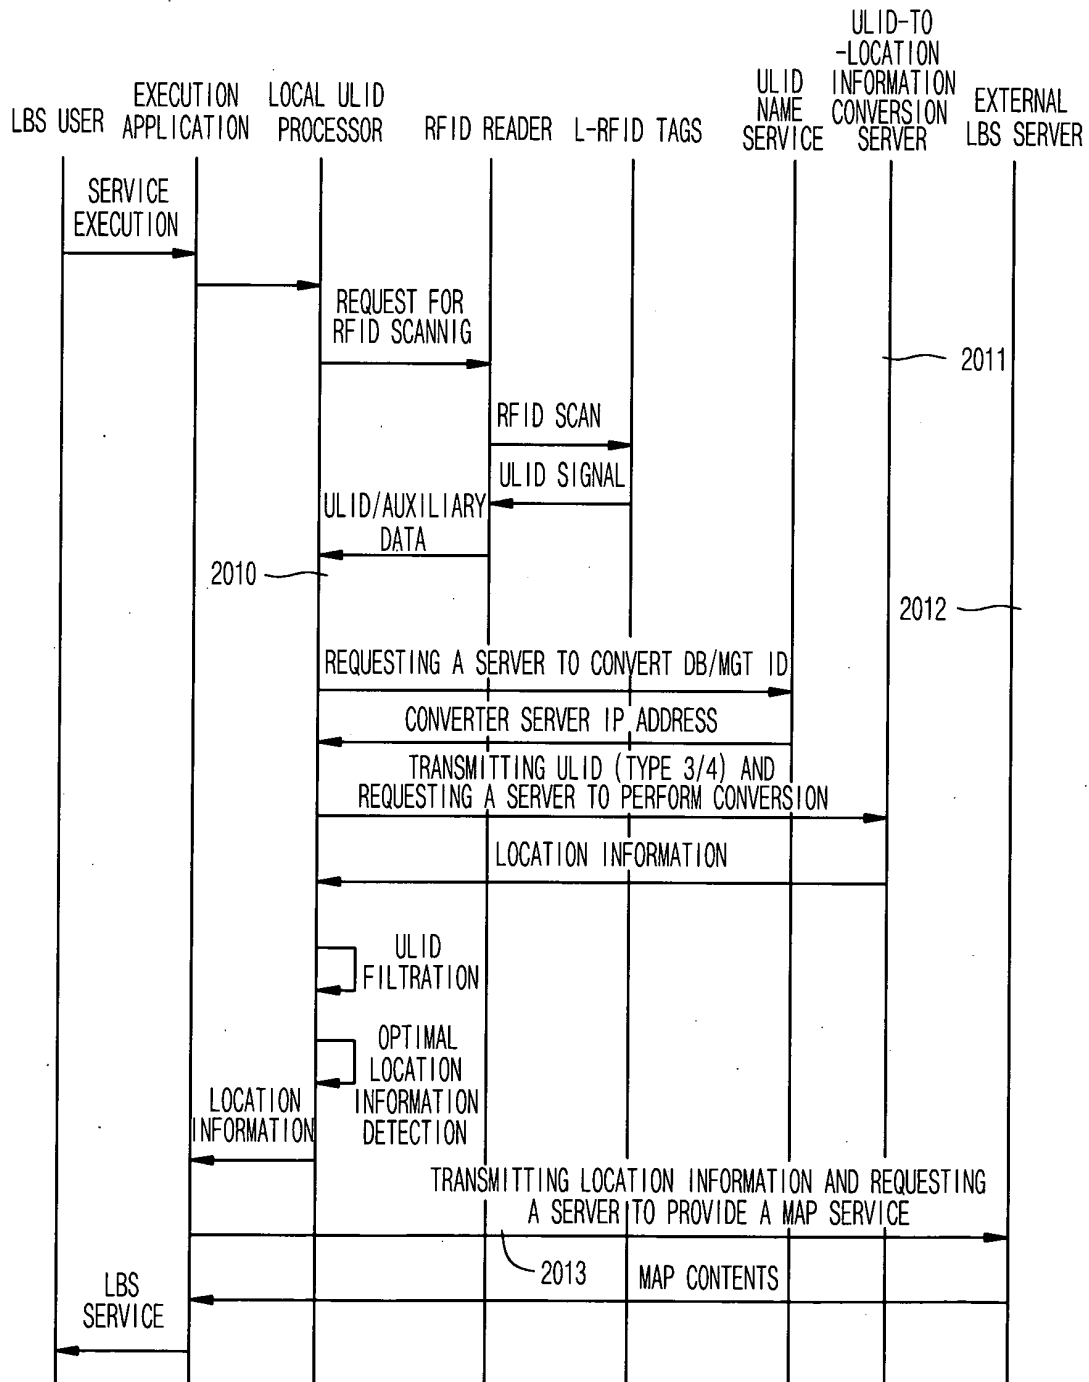 LBS USER
EXECUTION
APPLICATION
LOCAL ULID
PROCESSOR
RFID READER
L-RFID TAGS
ULID
NAME
SERVICE
ULID-TO
-LOCATION
INFORMATION
CONVERSION
SERVER
EXTERNAL
LBS SERVER
SERVICE
EXECUTION
REQUEST FOR
RFID SCANNIG
2011
RFID SCAN
ULID SIGNAL
ULID/AUXILIARY
DATA
2010
2012
REQUESTING A SERVER TO CONVERT DB/MGT ID
CONVERTER SERVER IP ADDRESS
TRANSMITTING ULID (TYPE 3/4) AND
REQUESTING A SERVER TO PERFORM CONVERSION
LOCATION INFORMATION
ULID
FILTRATION
OPTIMAL
LOCATION
INFORMATION
DETECTION
LOCATION
INFORMATION
TRANSMITTING LOCATION INFORMATION AND REQUESTING
A SERVER TO PROVIDE A MAP SERVICE
2013
MAP CONTENTS
LBS
SERVICE